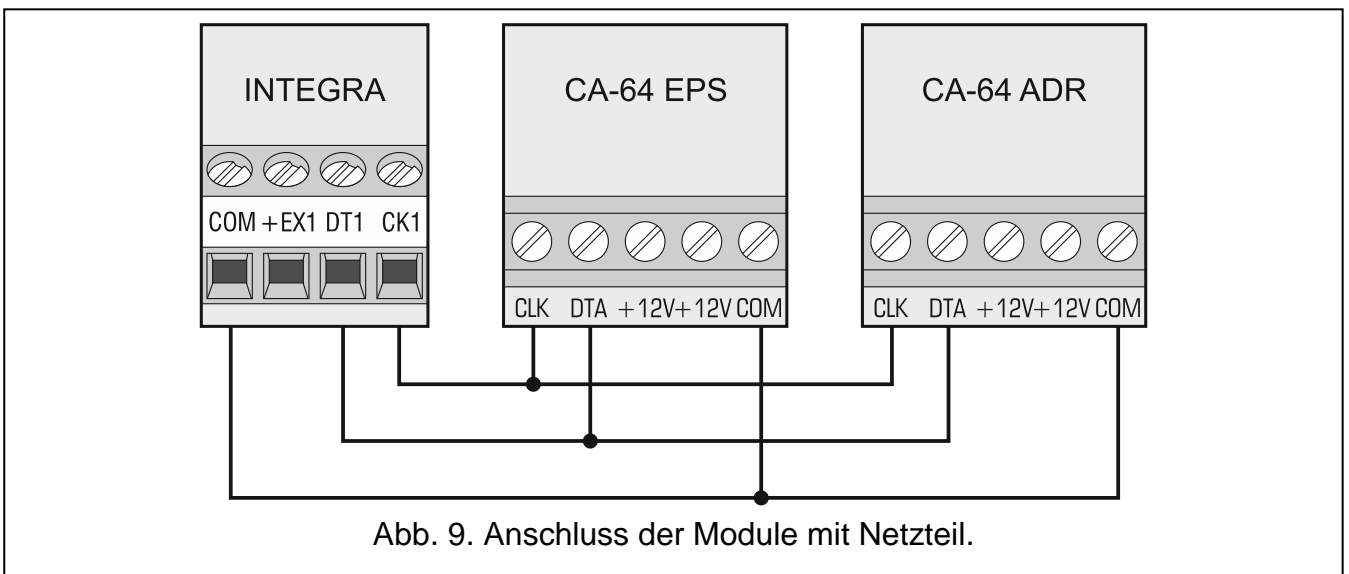 INTEGRA CA-64 EPS CA-64 ADR
COM +EX1 DT1 CK1
CLK DTA +12V +12V COM CLK DTA +12V +12V COM
Abb. 9. Anschluss der Module mit Netzteil.